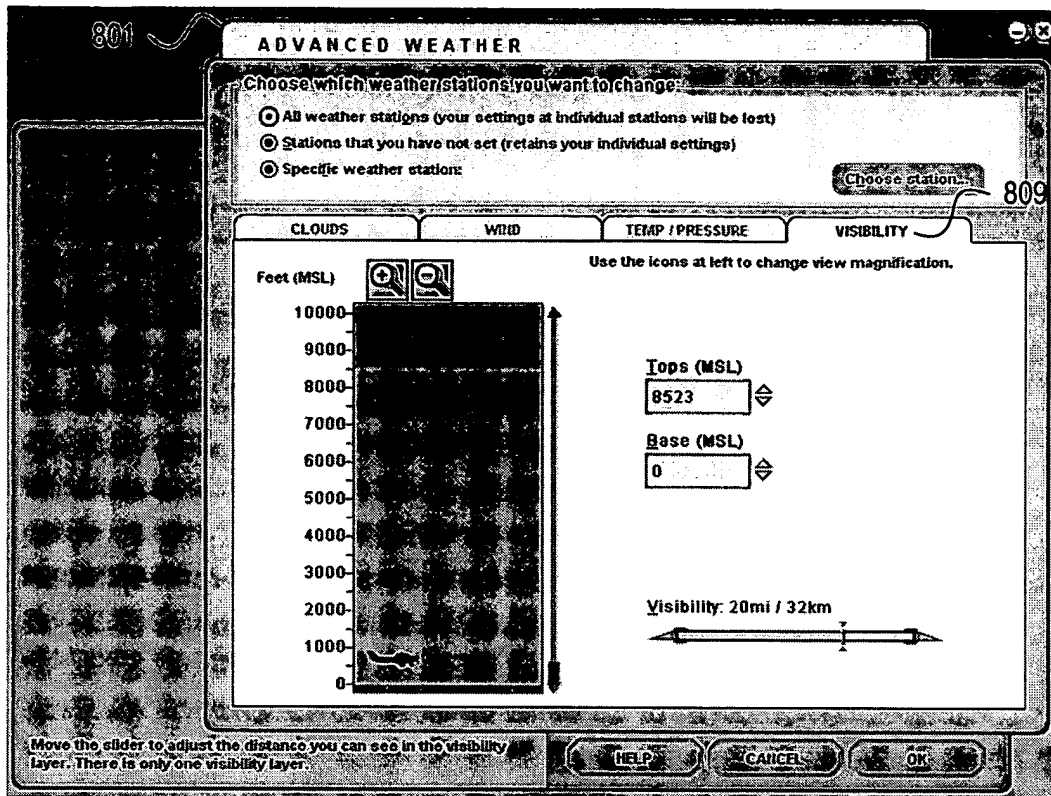 801
ADVANCED WEATHER
Choose which weather stations you want to change:
All weather stations (your settings at individual stations will be lost)
Stations that you have not set (retains your individual settings)
Specific weather station:
Choose station...
809
CLOUDS
WIND
TEMP / PRESSURE
VISIBILITY
Use the icons at left to change view magnification.
Feet (MSL)
10000
9000
8000
7000
6000
5000
4000
3000
2000
1000
0
Tops (MSL)
8523
Base (MSL)
0
Visibility: 20mi / 32km
Move the slider to adjust the distance you can see in the visibility
layer. There is only one visibility layer.
HELP
CANCEL
OK